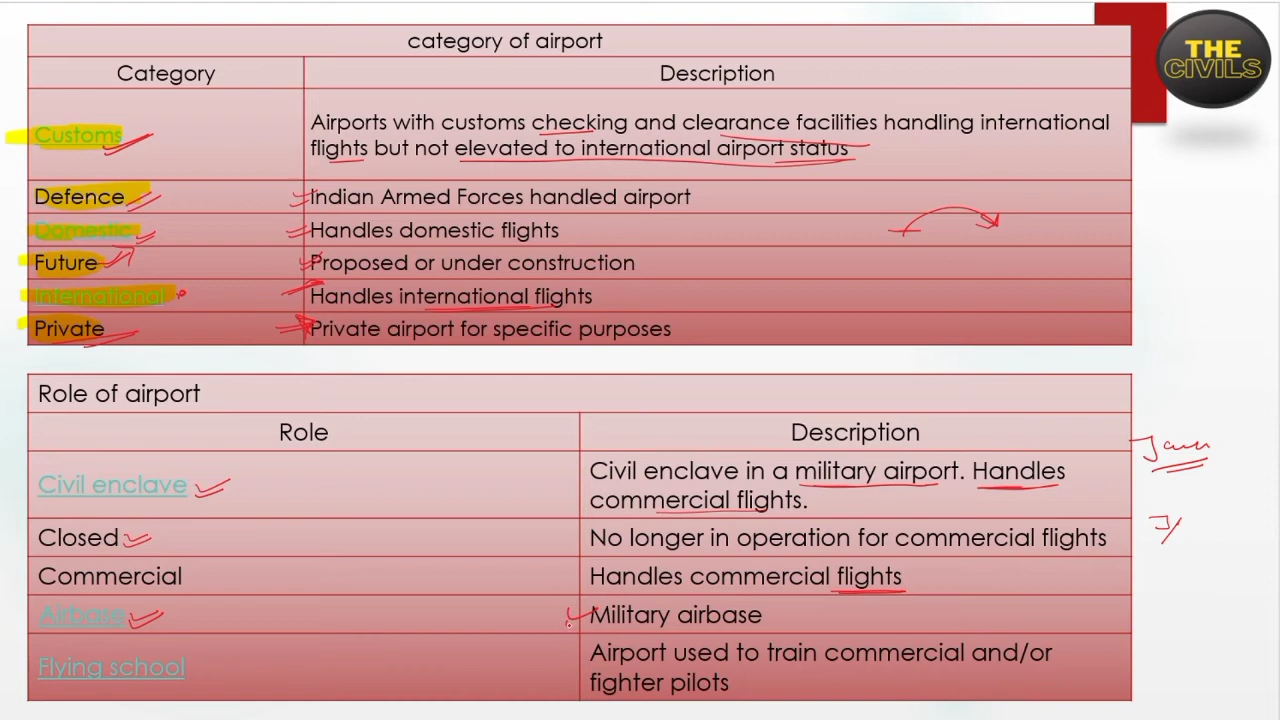 category of airport
THE
CIVILS
Category Description
Customs
Airports with customs checking and clearance facilities handling international
flights but not elevated to international airport status
Defence Indian Armed Forces handled airport
Domestic Handles domestic flights
Future Proposed or under construction
International Handles international flights
Private Private airport for specific purposes
Role of airport
Role Description
Civil enclave
Civil enclave in a military airport. Handles
commercial flights.
Closed No longer in operation for commercial flights
Commercial Handles commercial flights
Airbase Military airbase
Flying school
Airport used to train commercial and/or
fighter pilots